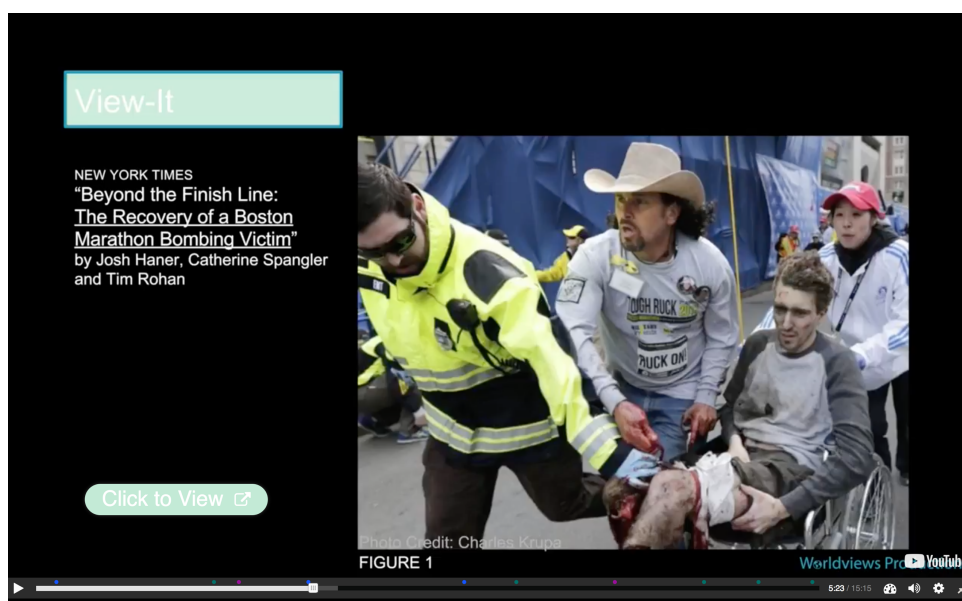 View-It
NEW YORK TIMES
“Beyond the Finish Line:
The Recovery of a Boston
Marathon Bombing Victim”
by Josh Haner, Catherine Spangler
and Tim Rohan
Click to View
TOUGH RUCK
RUCK ON!
Photo Credit: Charles Krupa
FIGURE 1
Worldviews
YouTube
5:23 / 15:15